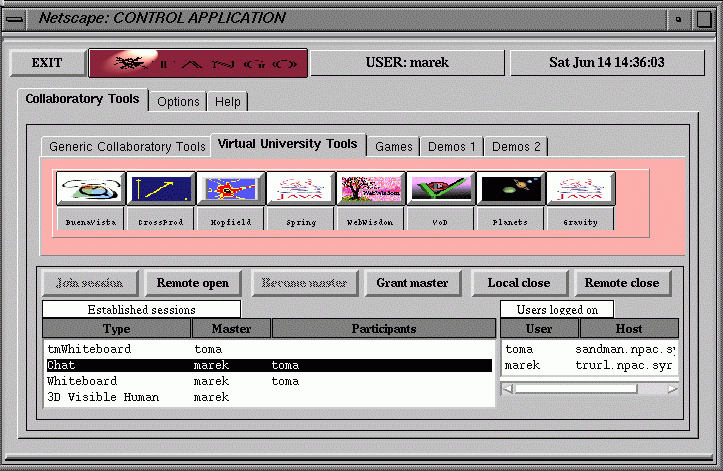 Netscape: CONTROL APPLICATION
EXIT TANGO USER: marek Sat Jun 14 14:36:03
Collaboratory Tools Options Help
Generic Collaboratory Tools Virtual University Tools Games Demos 1 Demos 2
JAVA WebWisdom JAVA
BuenaVista CrossProd Hopfield Spring WebWisdom VoD Planets Gravity
Join session Remote open Become master Grant master Local close Remote close
Established sessions Users logged on
Type Master Participants User Host
tmWhiteboard toma toma sandman.npac.sy
Chat marek toma marek trurl.npac.syr
Whiteboard marek toma
3D Visible Human marek